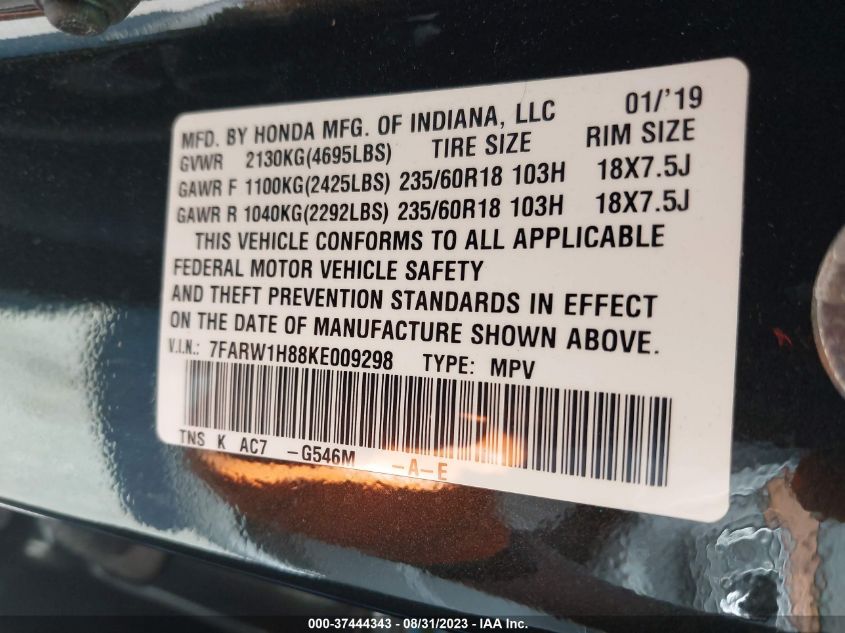 MFD. BY HONDA MFG. OF INDIANA, LLC 01/'19
GVWR 2130KG(4695LBS) TIRE SIZE RIM SIZE
GAWR F 1100KG(2425LBS) 235/60R18 103H 18X7.5J
GAWR R 1040KG(2292LBS) 235/60R18 103H 18X7.5J
THIS VEHICLE CONFORMS TO ALL APPLICABLE
FEDERAL MOTOR VEHICLE SAFETY
AND THEFT PREVENTION STANDARDS IN EFFECT
ON THE DATE OF MANUFACTURE SHOWN ABOVE.
V.I.N.: 7FARW1H88KE009298 TYPE: MPV
TNS K AC7 -G546M -A-E
000-37444343 - 08/31/2023 - IAA Inc.